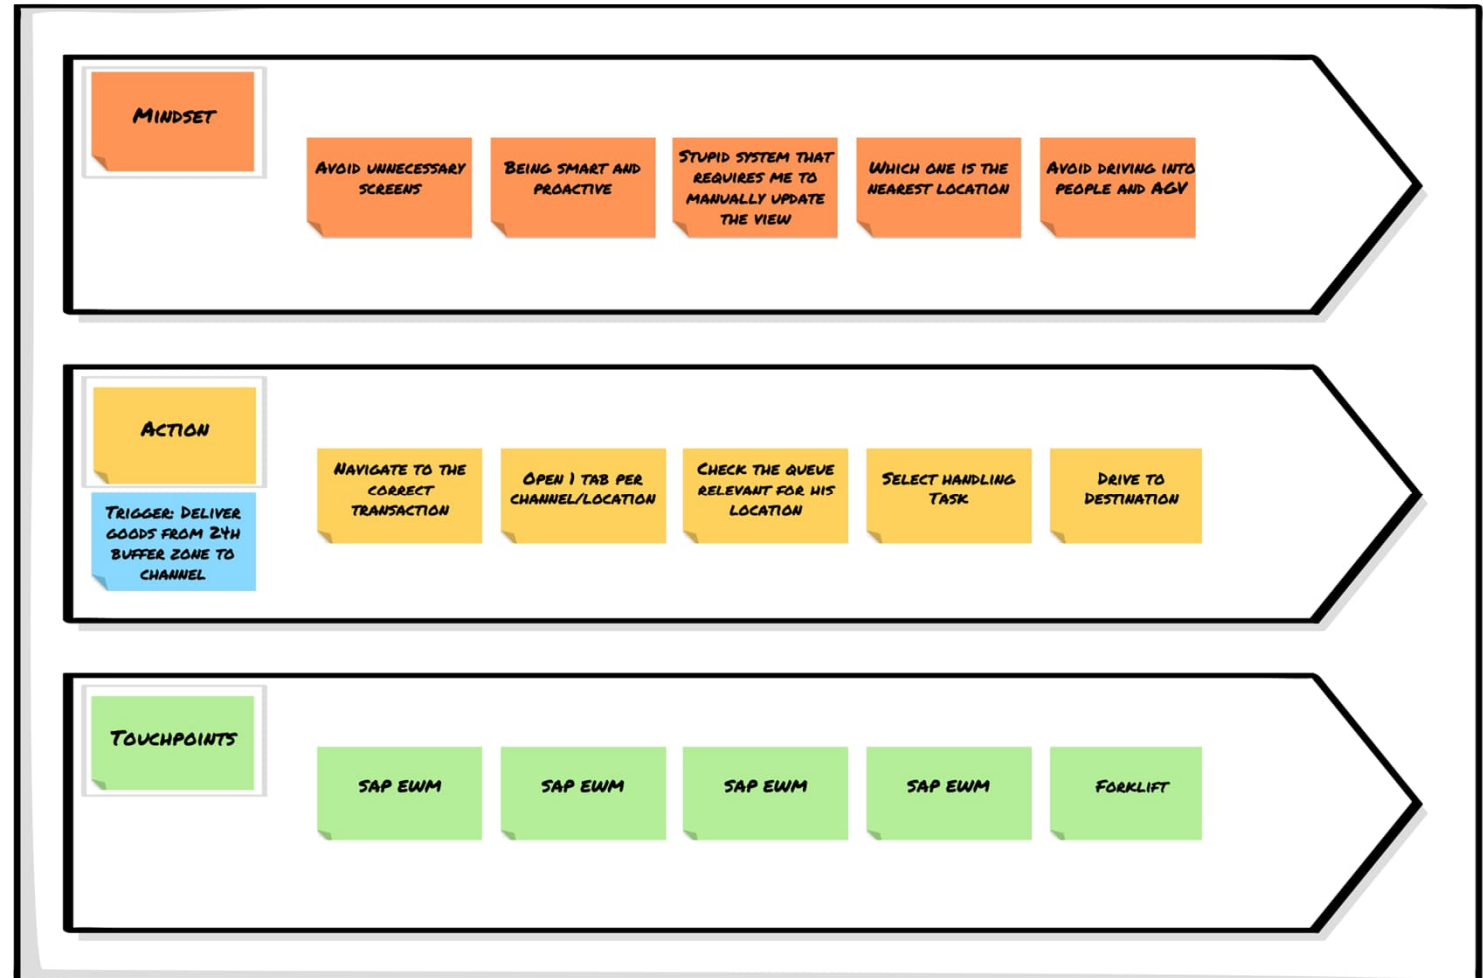 MINDSET
AVOID UNNECESSARY
SCREENS
BEING SMART AND
PROACTIVE
STUPID SYSTEM THAT
REQUIRES ME TO
MANUALLY UPDATE
THE VIEW
WHICH ONE IS THE
NEAREST LOCATION
AVOID DRIVING INTO
PEOPLE AND AGV
ACTION
TRIGGER: DELIVER
GOODS FROM 24H
BUFFER ZONE TO
CHANNEL
NAVIGATE TO THE
CORRECT
TRANSACTION
OPEN 1 TAB PER
CHANNEL/LOCATION
CHECK THE QUEUE
RELEVANT FOR HIS
LOCATION
SELECT HANDLING
TASK
DRIVE TO
DESTINATION
TOUCHPOINTS
SAP EWM
SAP EWM
SAP EWM
SAP EWM
FORKLIFT